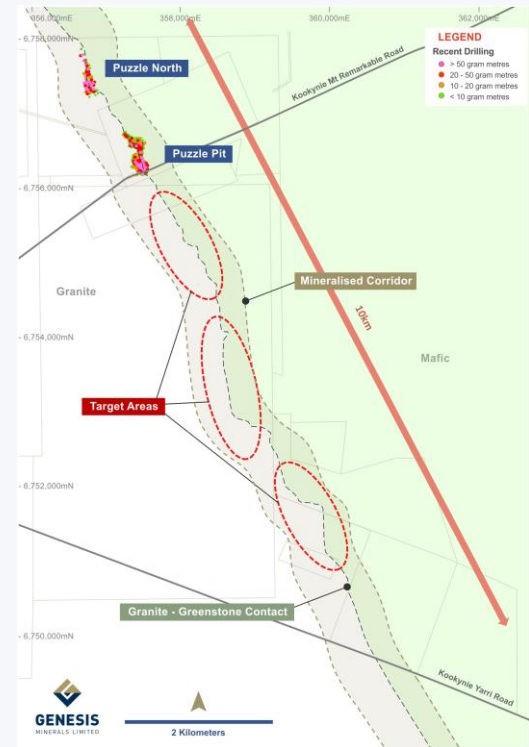 356,000mE
358,000mE
360,000mE
362,000mE
6,758,000mN
LEGEND
Recent Drilling
> 50 gram metres
20 - 50 gram metres
10 - 20 gram metres
< 10 gram metres
Puzzle North
Kookynie Mt Remarkable Road
Puzzle Pit
6,756,000mN
Granite
Mineralised Corridor
10km
6,754,000mN
Mafic
Target Areas
6,752,000mN
Granite - Greenstone Contact
6,750,000mN
Kookynie Yarri Road
GENESIS
MINERALS LIMITED
2 Kilometers